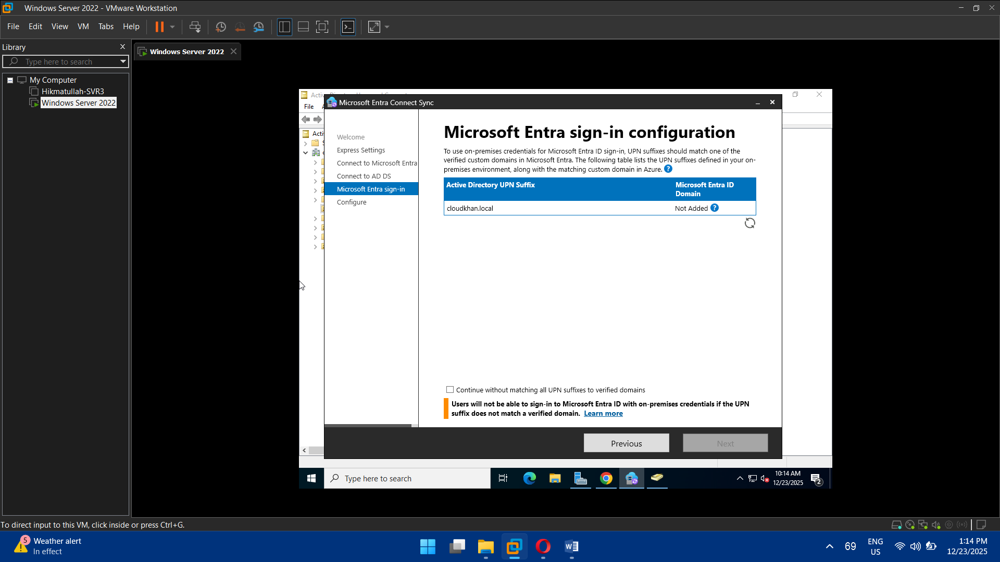 Windows Server 2022 - VMware Workstation
File Edit View VM Tabs Help
Library
Type here to search
My Computer
Hikmatullah-SVR3
Windows Server 2022
Windows Server 2022
File
Microsoft Entra Connect Sync
Welcome
Express Settings
Connect to Microsoft Entra
Connect to AD DS
Microsoft Entra sign-in
Configure
Microsoft Entra sign-in configuration
To use on-premises credentials for Microsoft Entra ID sign-in, UPN suffixes should match one of the
verified custom domains in Microsoft Entra. The following table lists the UPN suffixes defined in your on-
premises environment, along with the matching custom domain in Azure. ?
Active Directory UPN Suffix
Microsoft Entra ID
Domain
cloudkhan.local
Not Added ?
Continue without matching all UPN suffixes to verified domains
Users will not be able to sign-in to Microsoft Entra ID with on-premises credentials if the UPN
suffix does not match a verified domain. Learn more
Previous
Next
Type here to search
10:14 AM
12/23/2025
2
To direct input to this VM, click inside or press Ctrl+G.
5
Weather alert
In effect
69
ENG
US
1:14 PM
12/23/2025